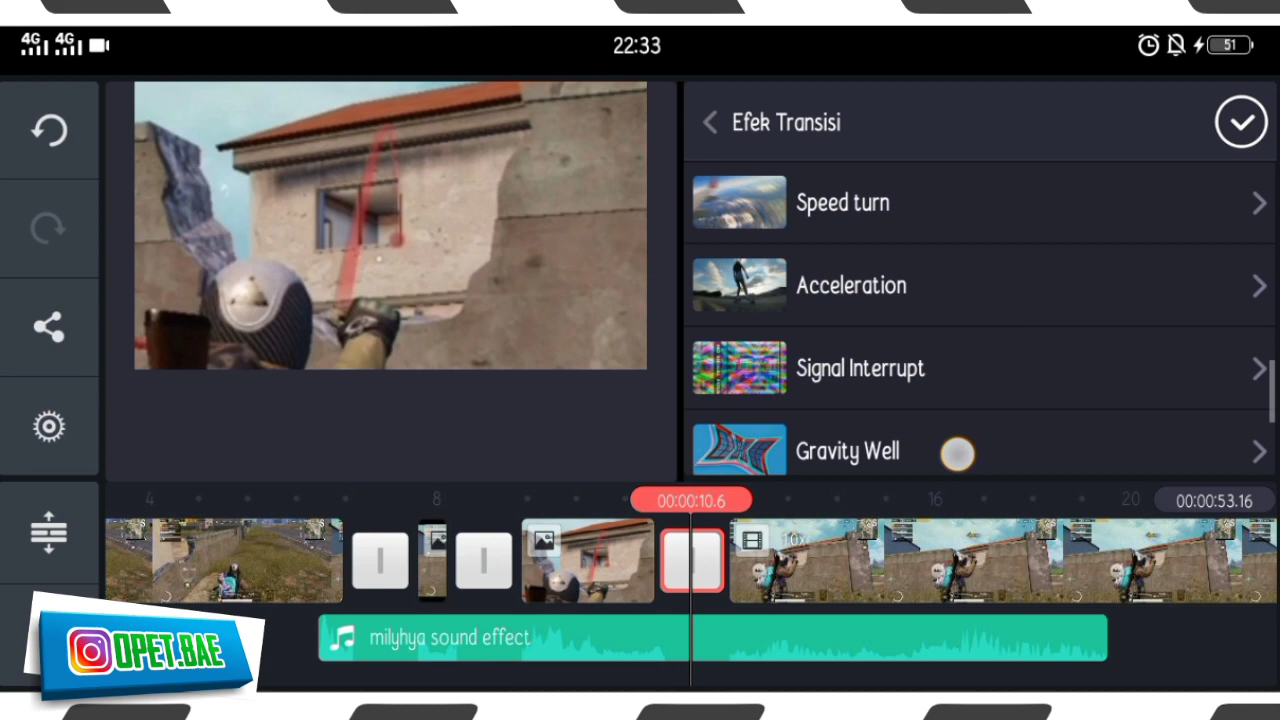 4G 4G
22:33
51
Efek Transisi
Speed turn
Acceleration
Signal Interrupt
Gravity Well
4
8
00:00:10.6
16
20
00:00:53.16
10x
milyhya sound effect
OPET.BAE